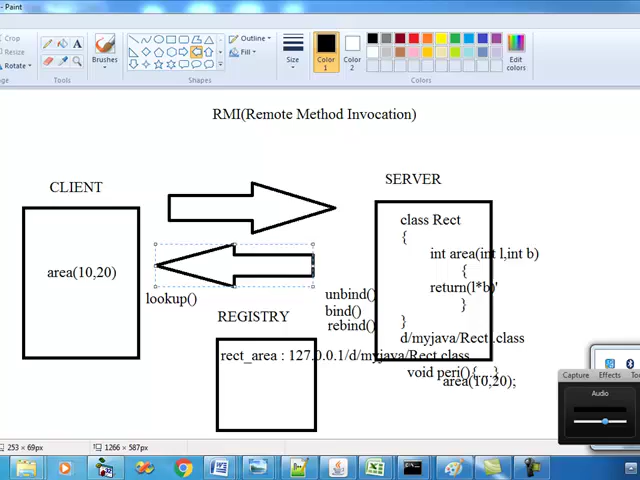 - Paint
Crop
Resize
Rotate
Tools
Brushes
Shapes
Outline
Fill
Size
Color 1
Color 2
Colors
Edit colors
RMI(Remote Method Invocation)
CLIENT
SERVER
class Rect
{
int area(int l,int b)
{
return(l*b)'
}
}
d/myjava/Rect .class
area(10,20)
lookup()
unbind()
bind()
rebind()
REGISTRY
rect_area : 127.0.0.1/d/myjava/Rect.class
void peri(){....}
area(10,20);
Capture
Effects
Audio
253 × 69px
1266 × 587px